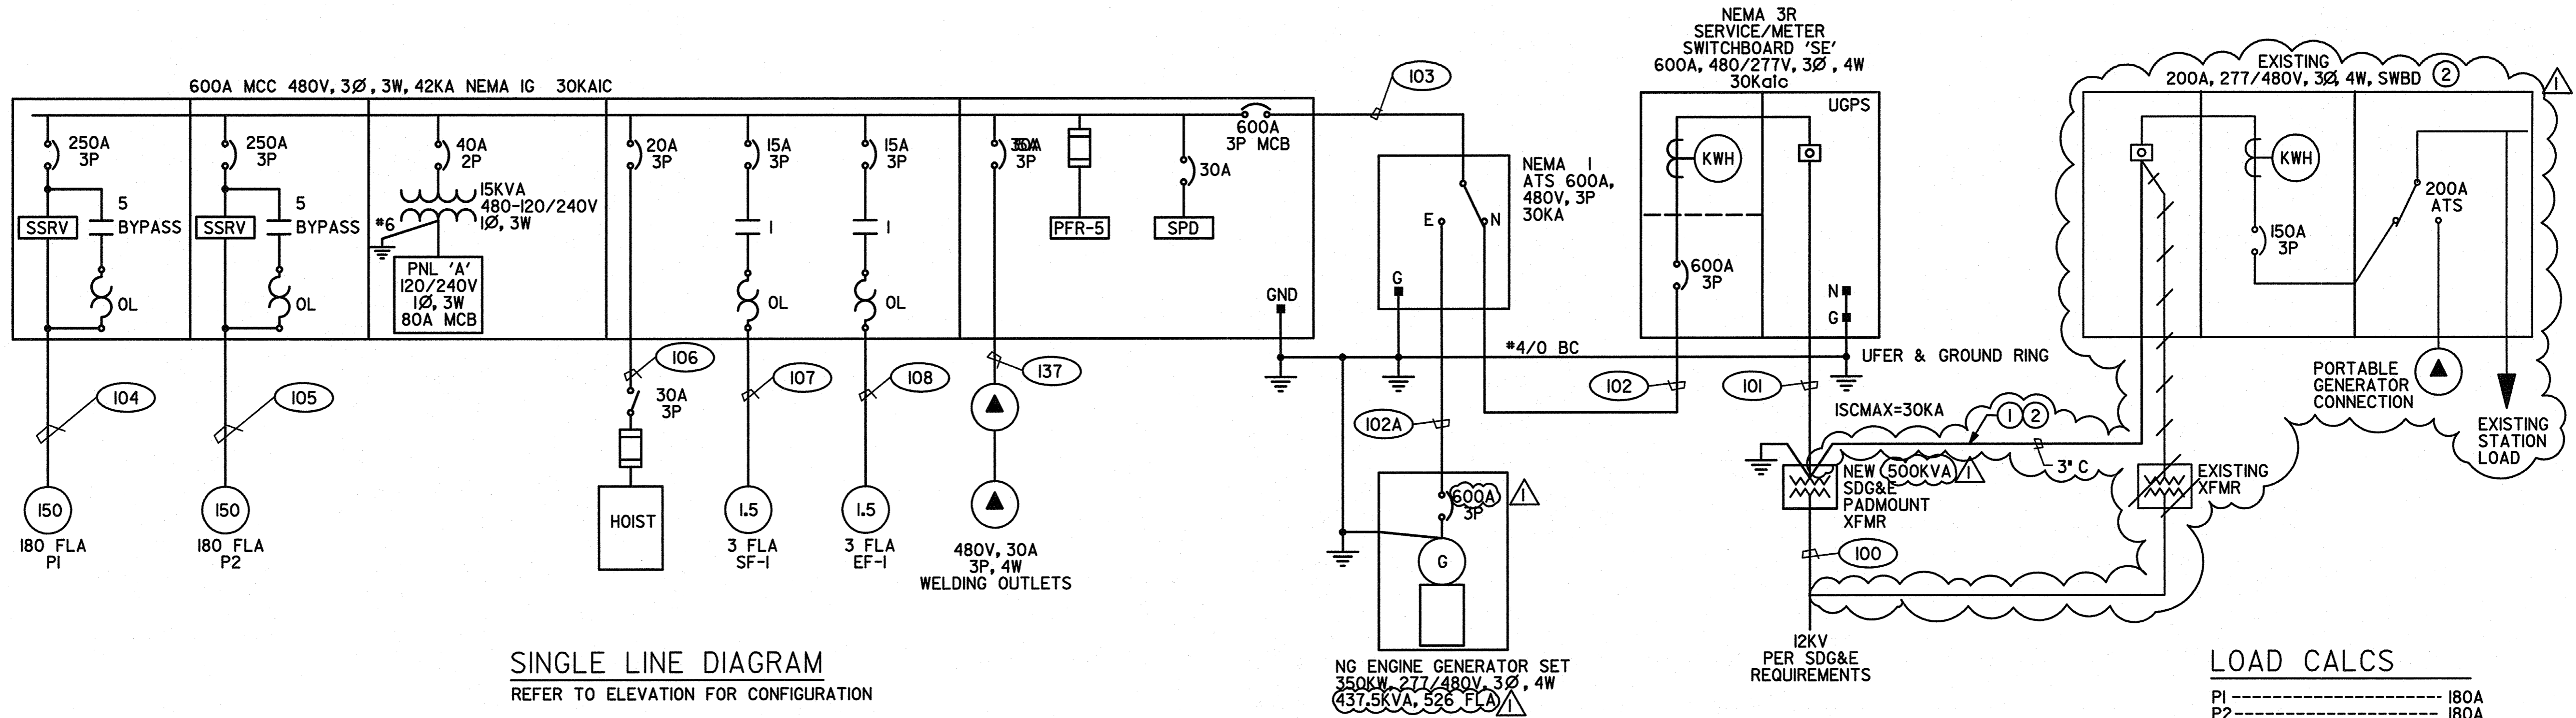 600A MCC 480V, 3Ø, 3W, 42KA NEMA IG 30KAIC
250A
3P
5
BYPASS
SSRV
OL
104
150
180 FLA
P1
250A
3P
5
BYPASS
SSRV
OL
105
150
180 FLA
P2
40A
2P
15KVA
480-120/240V
1Ø, 3W
#6
PNL 'A'
120/240V
1Ø, 3W
80A MCB
20A
3P
106
30A
3P
HOIST
15A
3P
1
OL
107
1.5
3 FLA
SF-1
15A
3P
1
OL
108
1.5
3 FLA
EF-1
3P
137
480V, 30A
3P, 4W
WELDING OUTLETS
PFR-5
30A
SPD
600A
3P MCB
GND
103
NEMA 1
ATS 600A,
480V, 3P
30KA
E
N
G
#4/0 BC
102A
600A
3P
1
G
NG ENGINE GENERATOR SET
350KW, 277/480V, 3Ø, 4W
437.5KVA, 526 FLA
1
NEMA 3R
SERVICE/METER
SWITCHBOARD 'SE'
600A, 480/277V, 3Ø, 4W
30Kaic
UGPS
KWH
600A
3P
N
G
UFER & GROUND RING
102
101
ISCMAX=30KA
1 2
3" C
NEW 500KVA
1
SDG&E
PADMOUNT
XFMR
100
12KV
PER SDG&E
REQUIREMENTS
EXISTING
200A, 277/480V, 3Ø, 4W, SWBD 2
1
KWH
150A
3P
200A
ATS
PORTABLE
GENERATOR
CONNECTION
EXISTING
STATION
LOAD
EXISTING
XFMR
SINGLE LINE DIAGRAM
REFER TO ELEVATION FOR CONFIGURATION
LOAD CALCS
P1 ---------------------- 180A
P2 ---------------------- 180A